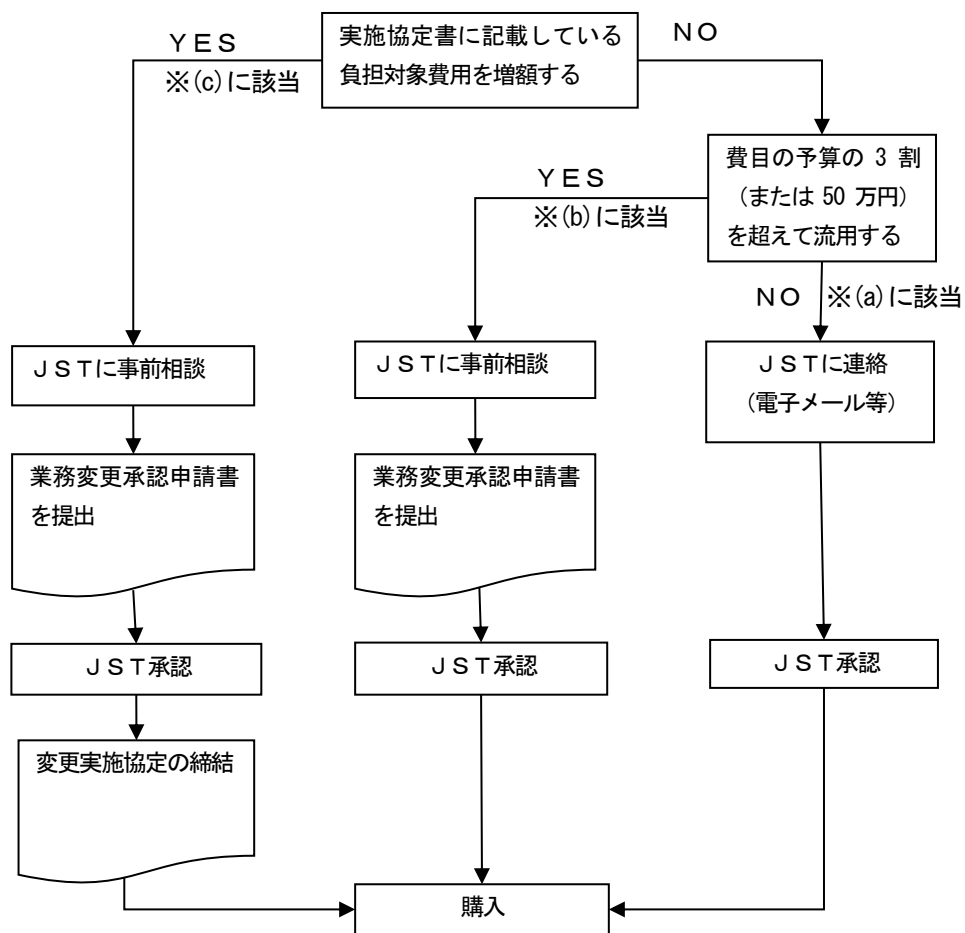 実施協定書に記載している
負担対象費用を増額する
ＹＥＳ
※(c)に該当
ＮＯ
費目の予算の 3 割
（または 50 万円）
を超えて流用する
ＹＥＳ
※(b)に該当
ＮＯ ※(a)に該当
ＪＳＴに事前相談
業務変更承認申請書
を提出
ＪＳＴ承認
変更実施協定の締結
ＪＳＴに事前相談
業務変更承認申請書
を提出
ＪＳＴ承認
ＪＳＴに連絡
（電子メール等）
ＪＳＴ承認
購入